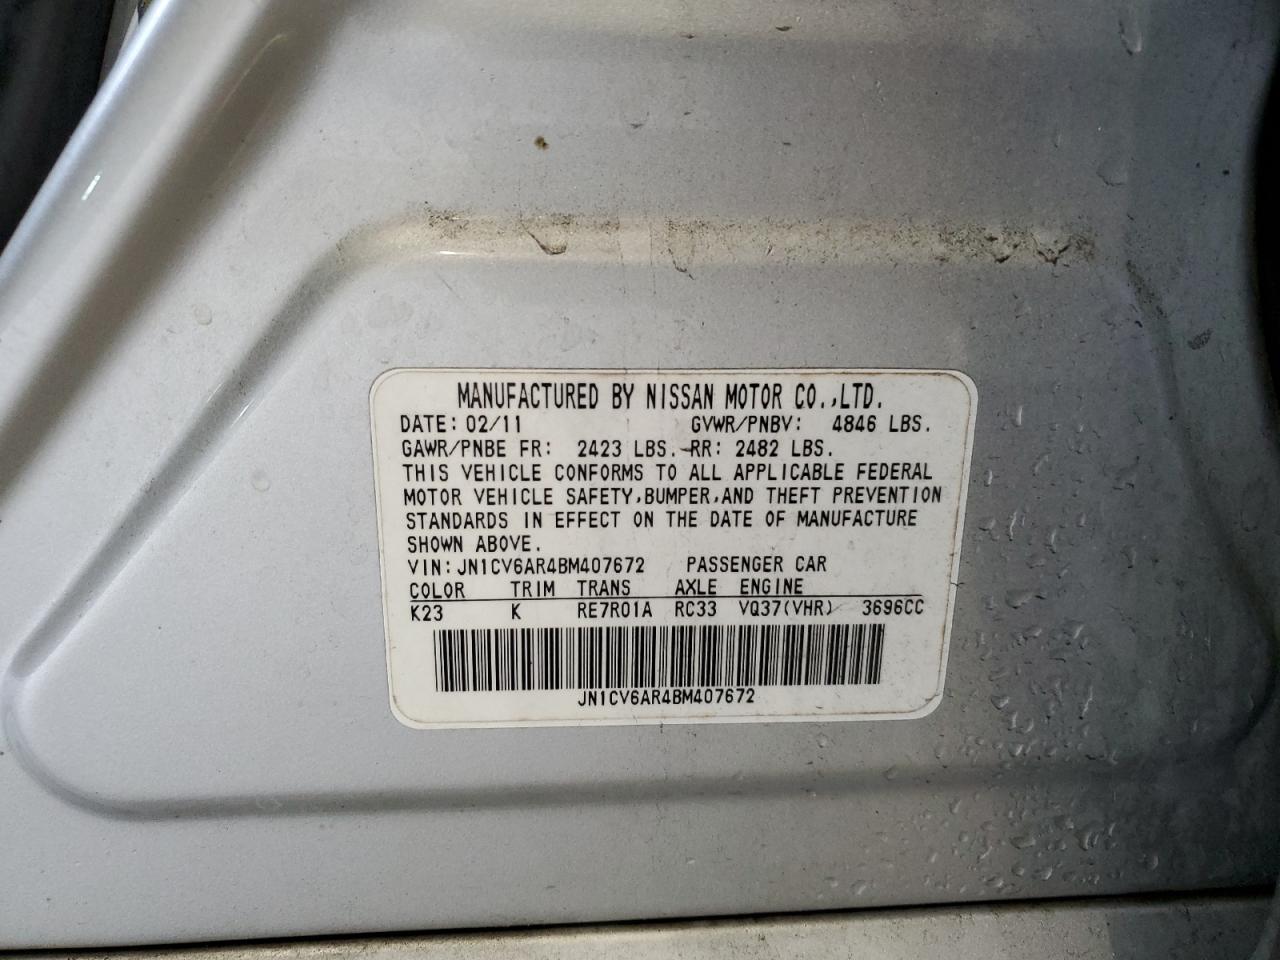 MANUFACTURED BY NISSAN MOTOR CO.,LTD.
DATE: 02/11 GVWR/PNBV: 4846 LBS.
GAWR/PNBE FR: 2423 LBS. RR: 2482 LBS.
THIS VEHICLE CONFORMS TO ALL APPLICABLE FEDERAL
MOTOR VEHICLE SAFETY,BUMPER,AND THEFT PREVENTION
STANDARDS IN EFFECT ON THE DATE OF MANUFACTURE
SHOWN ABOVE.
VIN:JN1CV6AR4BM407672 PASSENGER CAR
COLOR TRIM TRANS AXLE ENGINE
K23 K RE7R01A RC33 VQ37(VHR) 3696CC
JN1CV6AR4BM407672